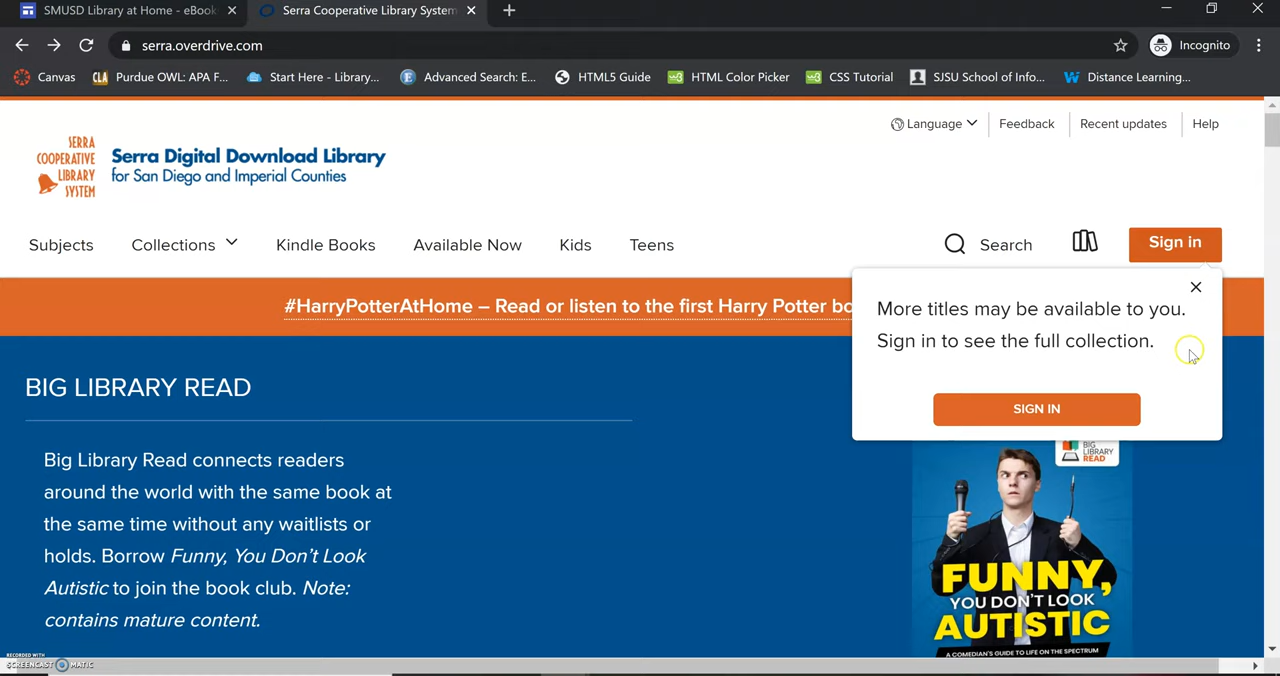 SMUSD Library at Home - eBook
Serra Cooperative Library System
serra.overdrive.com
Incognito
Canvas
Purdue OWL: APA F...
Start Here - Library...
Advanced Search: E...
HTML5 Guide
HTML Color Picker
CSS Tutorial
SJSU School of Info...
Distance Learning...
Language
Feedback
Recent updates
Help
SERRA
COOPERATIVE
LIBRARY
SYSTEM
Serra Digital Download Library
for San Diego and Imperial Counties
Subjects
Collections
Kindle Books
Available Now
Kids
Teens
Search
Sign in
#HarryPotterAtHome – Read or listen to the first Harry Potter bo
More titles may be available to you.
Sign in to see the full collection.
SIGN IN
BIG LIBRARY READ
Big Library Read connects readers
around the world with the same book at
the same time without any waitlists or
holds. Borrow Funny, You Don't Look
Autistic to join the book club. Note:
contains mature content.
BIG
LIBRARY
READ
FUNNY,
YOU DON'T LOOK
AUTISTIC
A COMEDIAN'S GUIDE TO LIFE ON THE SPECTRUM
RECORDED WITH
SCREENCAST MATIC